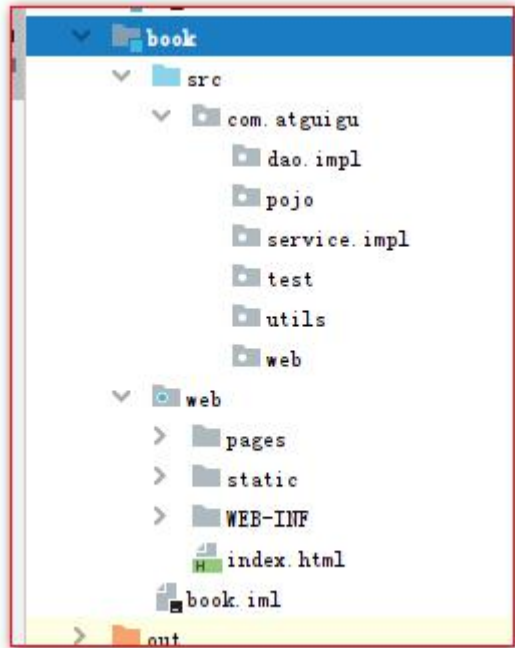 book
src
com.atguigu
dao.impl
pojo
service.impl
test
utils
web
web
pages
static
WEB-INF
H index.html
book.iml
out